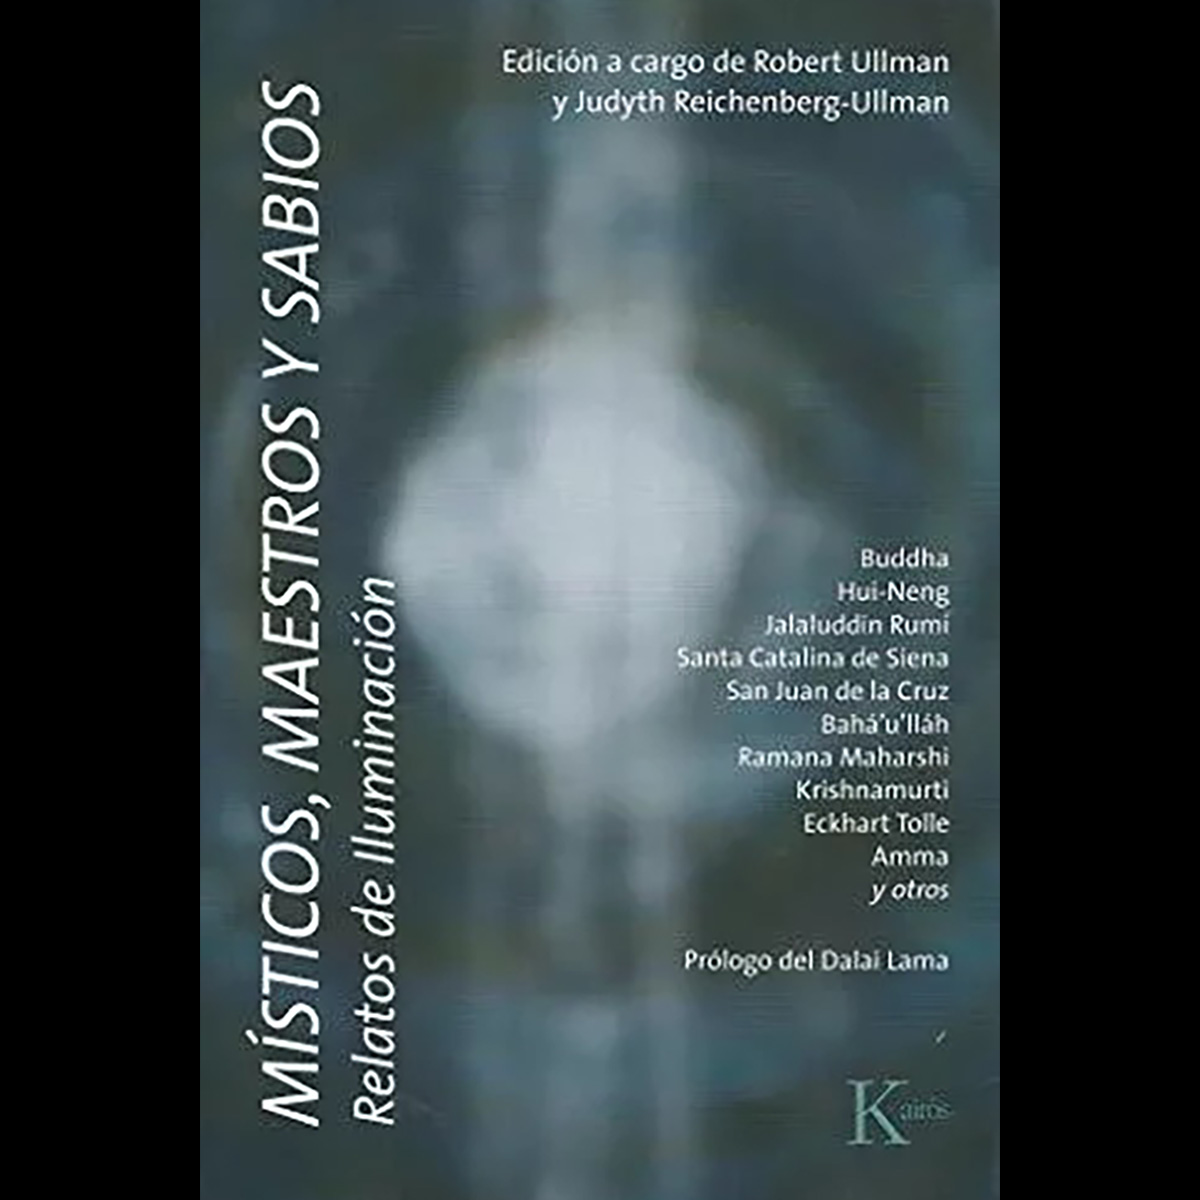 Edición a cargo de Robert Ullman
y Judyth Reichenberg-Ullman
MÍSTICOS, MAESTROS Y SABIOS
Relatos de Iluminación
Buddha
Hui-Neng
Jalaluddin Rumi
Santa Catalina de Siena
San Juan de la Cruz
Bahá'u'lláh
Ramana Maharshi
Krishnamurti
Eckhart Tolle
Amma
y otros
Prólogo del Dalai Lama
Kairós